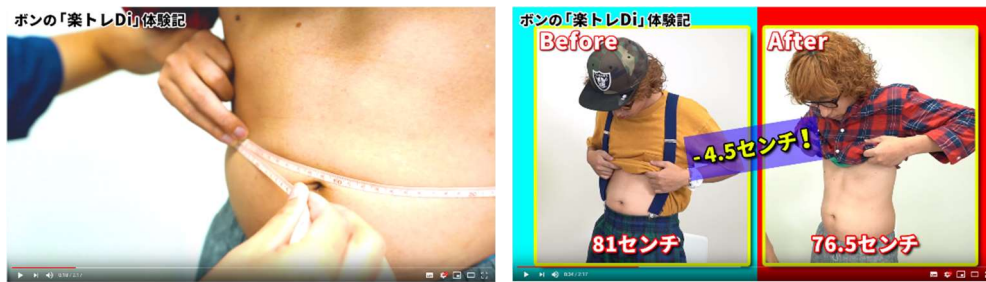 ボンの「楽トレDi」体験記
ボンの「楽トレDi」体験記
Before
After
-4.5センチ!
81センチ
76.5センチ